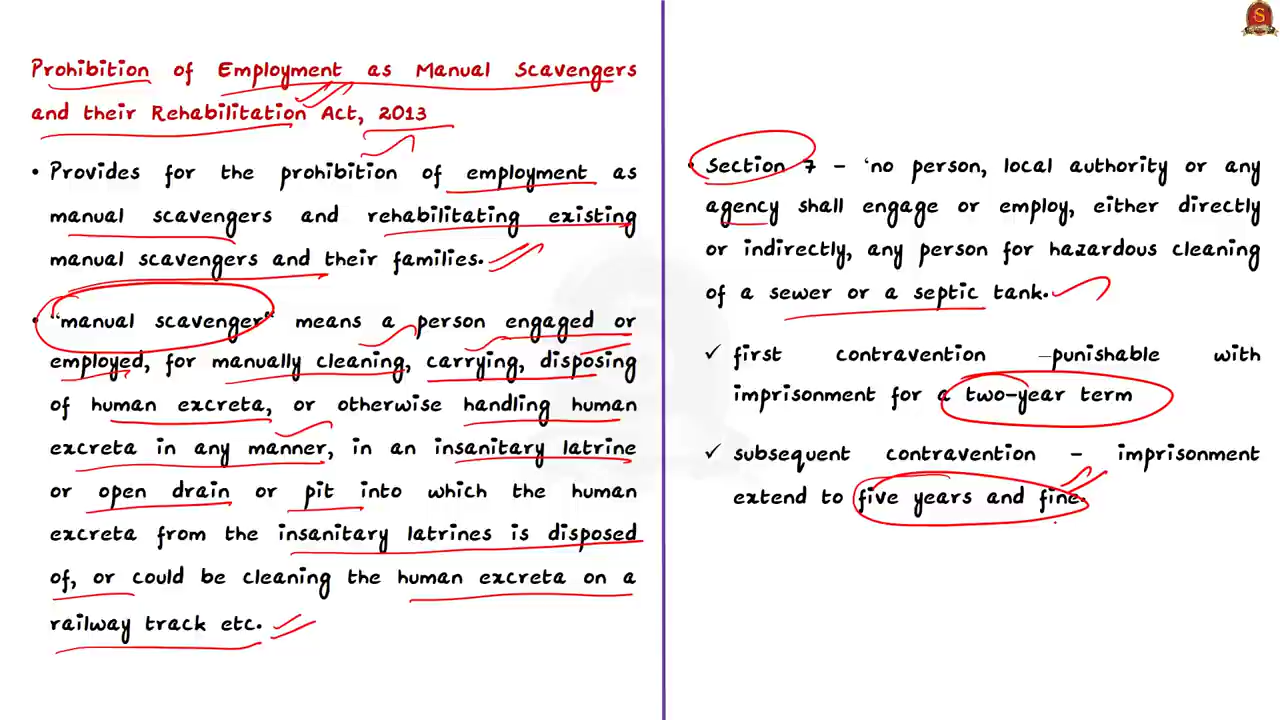 Prohibition of Employment as Manual Scavengers
and their Rehabilitation Act, 2013
• Provides for the prohibition of employment as
manual scavengers and rehabilitating existing
manual scavengers and their families.
• "manual scavenger" means a person engaged or
employed, for manually cleaning, carrying, disposing
of human excreta, or otherwise handling human
excreta in any manner, in an insanitary latrine
or open drain or pit into which the human
excreta from the insanitary latrines is disposed
of, or could be cleaning the human excreta on a
railway track etc.
• Section 7 – 'no person, local authority or any
agency shall engage or employ, either directly
or indirectly, any person for hazardous cleaning
of a sewer or a septic tank.
✓ first contravention –punishable with
imprisonment for a two-year term
✓ subsequent contravention – imprisonment
extend to five years and fine.